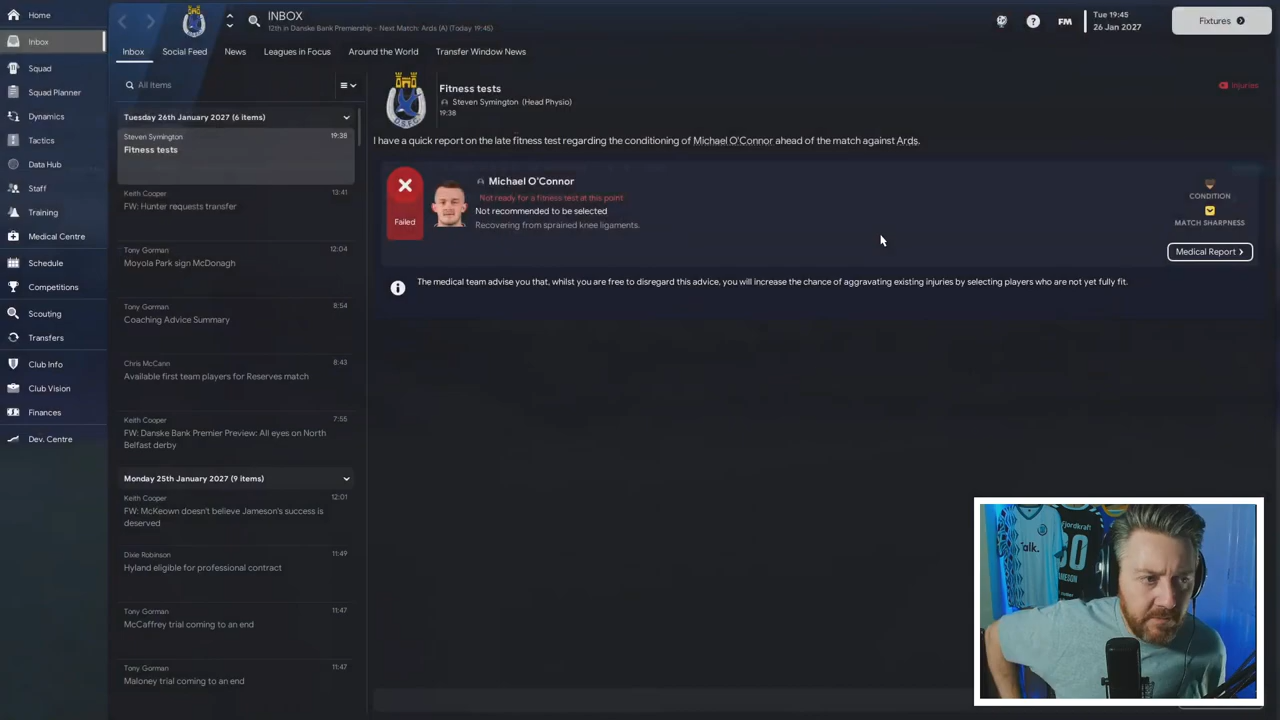 Home
Inbox
Squad
Squad Planner
Dynamics
Tactics
Data Hub
Staff
Training
Medical Centre
Schedule
Competitions
Scouting
Transfers
Club Info
Club Vision
Finances
Dev. Centre
INBOX
12th in Danske Bank Premiership - Next Match: Ards (A) (Today 19:45)
FM
Tue 19:45
26 Jan 2027
Fixtures
Inbox
Social Feed
News
Leagues in Focus
Around the World
Transfer Window News
All Items
Tuesday 26th January 2027 (6 items)
Steven Symington 19:38
Fitness tests
Keith Cooper 13:41
FW: Hunter requests transfer
Tony Gorman 12:04
Moyola Park sign McDonagh
Tony Gorman 8:54
Coaching Advice Summary
Chris McCann 8:43
Available first team players for Reserves match
Keith Cooper 7:55
FW: Danske Bank Premier Preview: All eyes on North
Belfast derby
Monday 25th January 2027 (9 items)
Keith Cooper 12:01
FW: McKeown doesn't believe Jameson's success is
deserved
Dixie Robinson 11:49
Hyland eligible for professional contract
Tony Gorman 11:47
McCaffrey trial coming to an end
Tony Gorman 11:47
Maloney trial coming to an end
Fitness tests
Steven Symington (Head Physio)
19:38
Injuries
I have a quick report on the late fitness test regarding the conditioning of Michael O'Connor ahead of the match against Ards.
Failed
Michael O'Connor
Not ready for a fitness test at this point
Not recommended to be selected
Recovering from sprained knee ligaments.
CONDITION
MATCH SHARPNESS
Medical Report
The medical team advise you that, whilst you are free to disregard this advice, you will increase the chance of aggravating existing injuries by selecting players who are not yet fully fit.
Talk.
fjordkraft
30
JAMESON